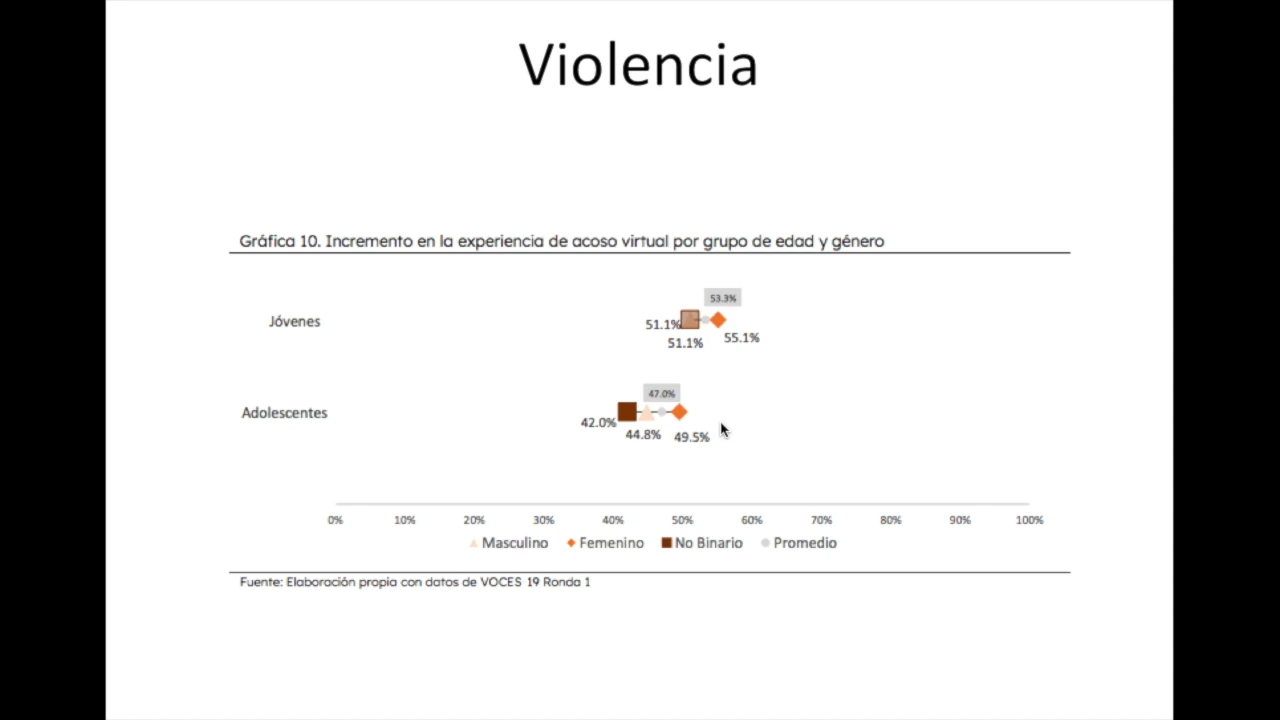 Violencia
Gráfica 10. Incremento en la experiencia de acoso virtual por grupo de edad y género
53.3%
Jóvenes
51.1%
51.1%
55.1%
47.0%
Adolescentes
42.0%
44.8%
49.5%
0% 10% 20% 30% 40% 50% 60% 70% 80% 90% 100%
Masculino Femenino No Binario Promedio
Fuente: Elaboración propia con datos de VOCES 19 Ronda 1